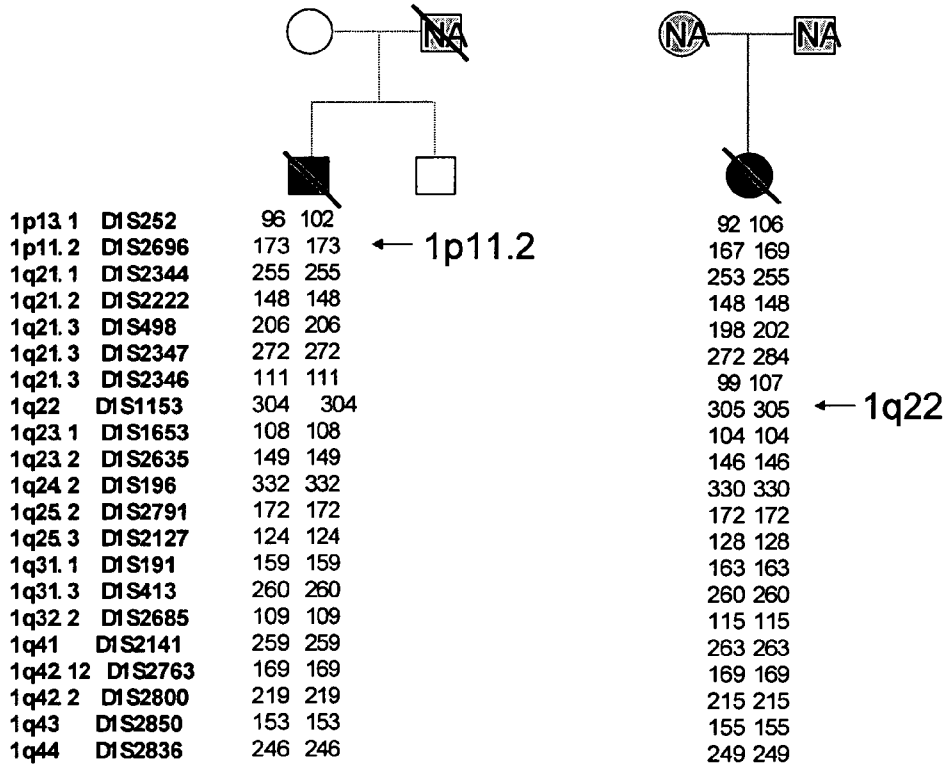 NA NA NA
1p13.1 D1S252 96 102 92 106
1p11.2 D1S2696 173 173 ← 1p11.2 167 169
1q21.1 D1S2344 255 255 253 255
1q21.2 D1S2222 148 148 148 148
1q21.3 D1S498 206 206 198 202
1q21.3 D1S2347 272 272 272 284
1q21.3 D1S2346 111 111 99 107
1q22 D1S1153 304 304 305 305 ← 1q22
1q23.1 D1S1653 108 108 104 104
1q23.2 D1S2635 149 149 146 146
1q24.2 D1S196 332 332 330 330
1q25.2 D1S2791 172 172 172 172
1q25.3 D1S2127 124 124 128 128
1q31.1 D1S191 159 159 163 163
1q31.3 D1S413 260 260 260 260
1q32.2 D1S2685 109 109 115 115
1q41 D1S2141 259 259 263 263
1q42.12 D1S2763 169 169 169 169
1q42.2 D1S2800 219 219 215 215
1q43 D1S2850 153 153 155 155
1q44 D1S2836 246 246 249 249